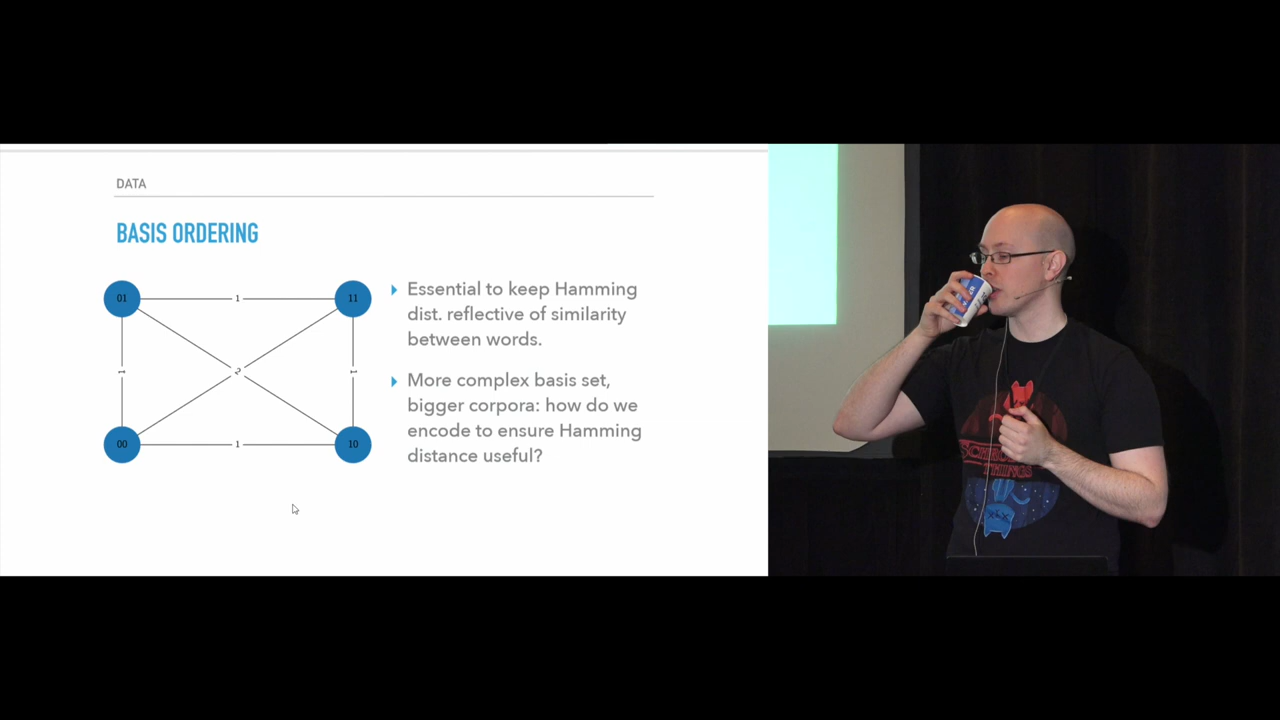 DATA
BASIS ORDERING
01
1
11
1
2
1
00
1
10
Essential to keep Hamming
dist. reflective of similarity
between words.
More complex basis set,
bigger corpora: how do we
encode to ensure Hamming
distance useful?
THINGS